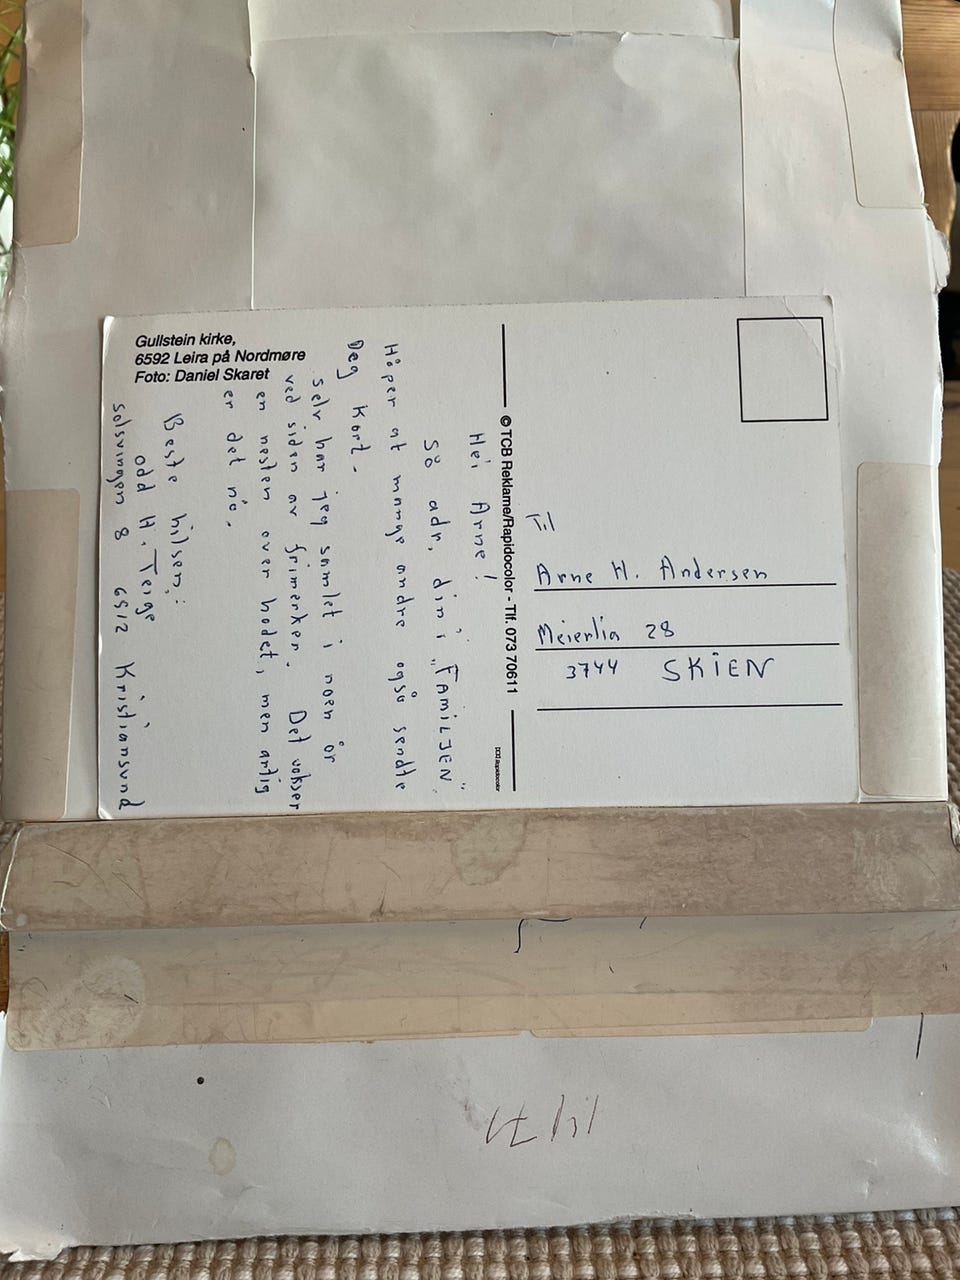 Gullstein kirke,
6592 Leira på Nordmøre
Foto: Daniel Skaret
Hei Arne!
Så adr, din i "FAMILJEN".
Håper at mange andre også sendte
Deg kort.
Selv har jeg samlet i noen år
ved siden av frimerker. Det vokser
en nesten over hodet, men artig
er det nå.
Beste hilsen;
Odd H. Teige
Solsvingen 8 6512 Kristiansund
© TCB Reklame/Rapidocolor - Tlf. 073 70611
Til
Arne H. Andersen
Meierlia 28
3744 SKiEN